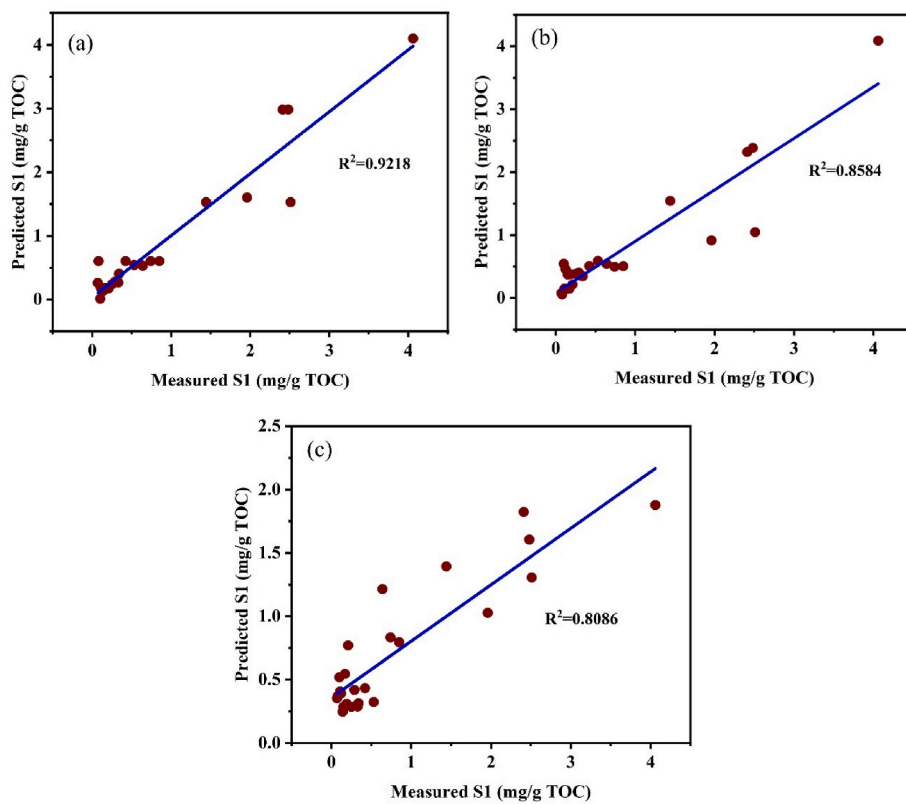 (a)
Predicted S1 (mg/g TOC)
4
3
2
1
0
R²=0.9218
0 1 2 3 4
Measured S1 (mg/g TOC)
(b)
Predicted S1 (mg/g TOC)
4
3
2
1
0
R²=0.8584
0 1 2 3 4
Measured S1 (mg/g TOC)
(c)
Predicted S1 (mg/g TOC)
2.5
2.0
1.5
1.0
0.5
0.0
R²=0.8086
0 1 2 3 4
Measured S1 (mg/g TOC)